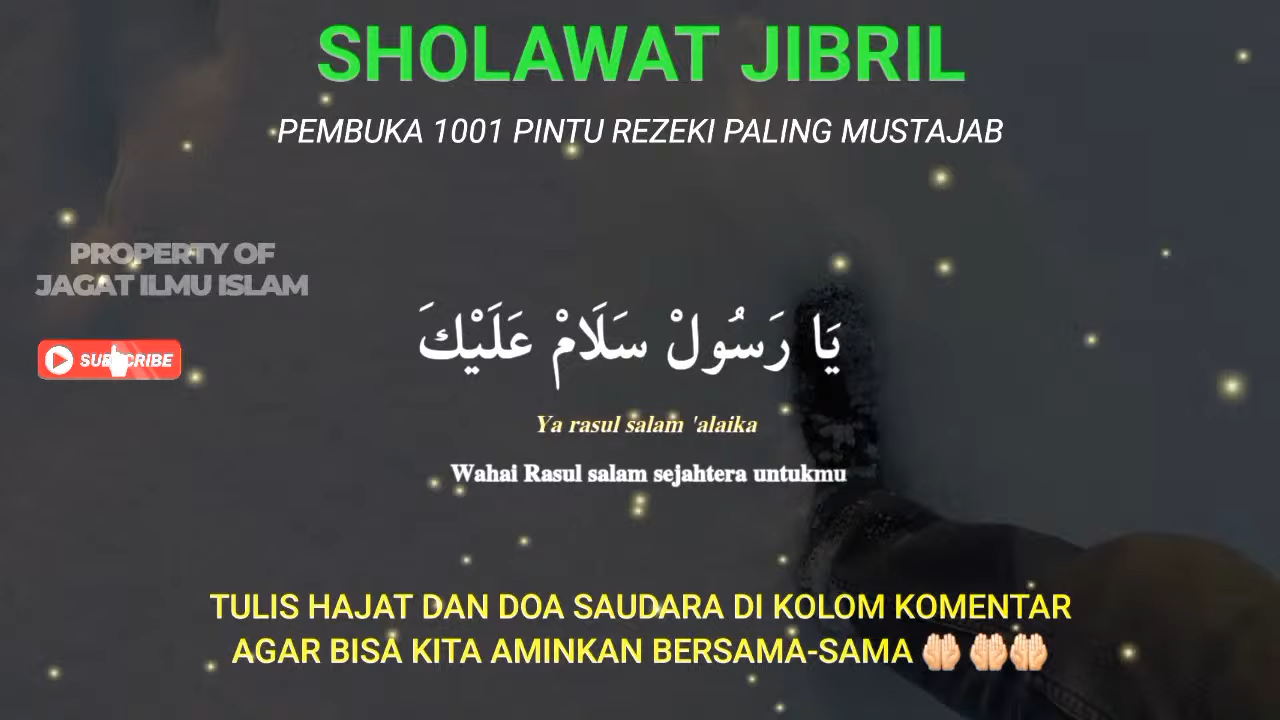 SHOLAWAT JIBRIL
PEMBUKA 1001 PINTU REZEKI PALING MUSTAJAB
PROPERTY OF
JAGAT ILMU ISLAM
SUBSCRIBE
يَا رَسُولْ سَلَامْ عَلَيْكَ
Ya rasul salam 'alaika
Wahai Rasul salam sejahtera untukmu
TULIS HAJAT DAN DOA SAUDARA DI KOLOM KOMENTAR
AGAR BISA KITA AMINKAN BERSAMA-SAMA 🤲🏻 🤲🏻🤲🏻